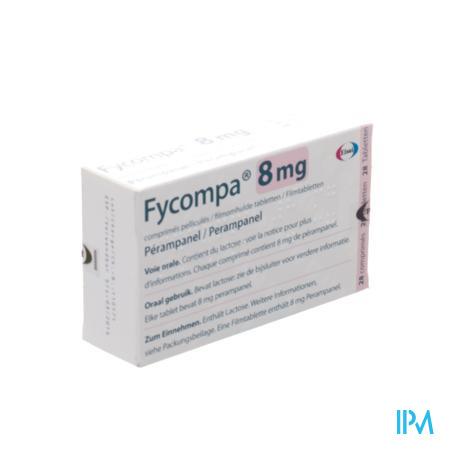 Fycompa® 8 mg
Eisai
Fycompa® 8 mg
comprimés pelliculés / filmomhulde tabletten / Filmtabletten
Pérampanel / Perampanel
Voie orale. Contient du lactose - voir la notice pour plus
d'informations. Chaque comprimé contient 8 mg de pérampanel.
Oraal gebruik. Bevat lactose: zie de bijsluiter voor verdere informatie
Elke tablet bevat 8 mg perampanel.
Zum Einnehmen. Enthält Lactose. Weitere Informationen,
siehe Packungsbeilage. Eine Filmtablette enthält 8 mg Perampanel.
28 comprimés
28 Tabletten
IPM